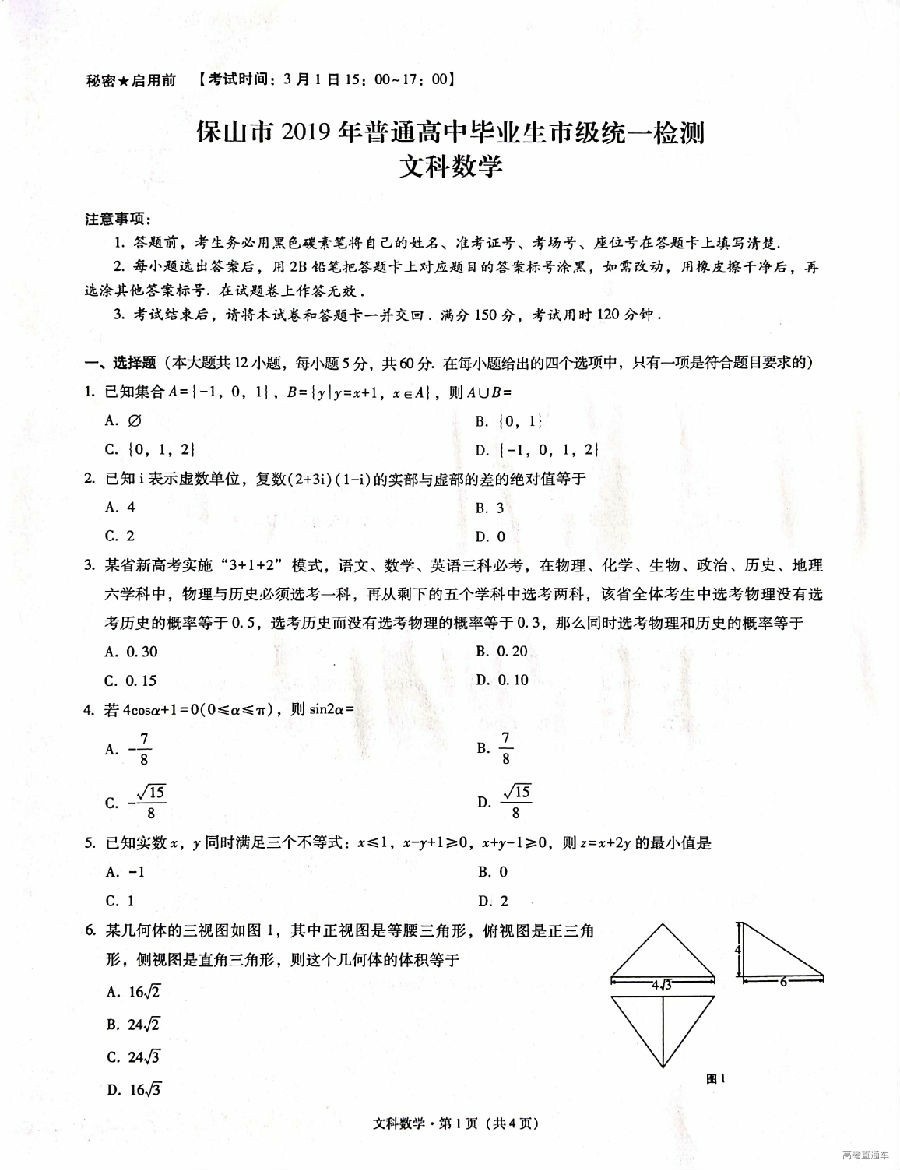 秘密★启用前 【考试时间：3月1日15：00~17：00】
保山市2019年普通高中毕业生市级统一检测
文科数学
注意事项：
1. 答题前，考生务必用黑色碳素笔将自己的姓名、准考证号、考场号、座位号在答题卡上填写清楚.
2. 每小题选出答案后，用2B铅笔把答题卡上对应题目的答案标号涂黑，如需改动，用橡皮擦干净后，再
选涂其他答案标号. 在试题卷上作答无效.
3. 考试结束后，请将本试卷和答题卡一并交回. 满分150分，考试用时120分钟.
一、选择题（本大题共12小题，每小题5分，共60分. 在每小题给出的四个选项中，只有一项是符合题目要求的）
1. 已知集合A={-1，0，1}，B={y|y=x+1，x∈A}，则A∪B=
A. ∅ B. {0，1}
C. {0，1，2} D. {-1，0，1，2}
2. 已知i表示虚数单位，复数(2+3i)(1-i)的实部与虚部的差的绝对值等于
A. 4 B. 3
C. 2 D. 0
3. 某省新高考实施“3+1+2”模式，语文、数学、英语三科必考，在物理、化学、生物、政治、历史、地理
六学科中，物理与历史必须选考一科，再从剩下的五个学科中选考两科，该省全体考生中选考物理没有选
考历史的概率等于0.5，选考历史而没有选考物理的概率等于0.3，那么同时选考物理和历史的概率等于
A. 0.30 B. 0.20
C. 0.15 D. 0.10
4. 若4cosα+1=0(0≤α≤π)，则sin2α=
A. -7/8 B. 7/8
C. -√15/8 D. √15/8
5. 已知实数x，y同时满足三个不等式：x≤1，x-y+1≥0，x+y-1≥0，则z=x+2y的最小值是
A. -1 B. 0
C. 1 D. 2
6. 某几何体的三视图如图1，其中正视图是等腰三角形，俯视图是正三角
形，侧视图是直角三角形，则这个几何体的体积等于
A. 16√2
B. 24√2
C. 24√3
D. 16√3
4√3
4
6
图1
文科数学·第1页（共4页）
高考直通车